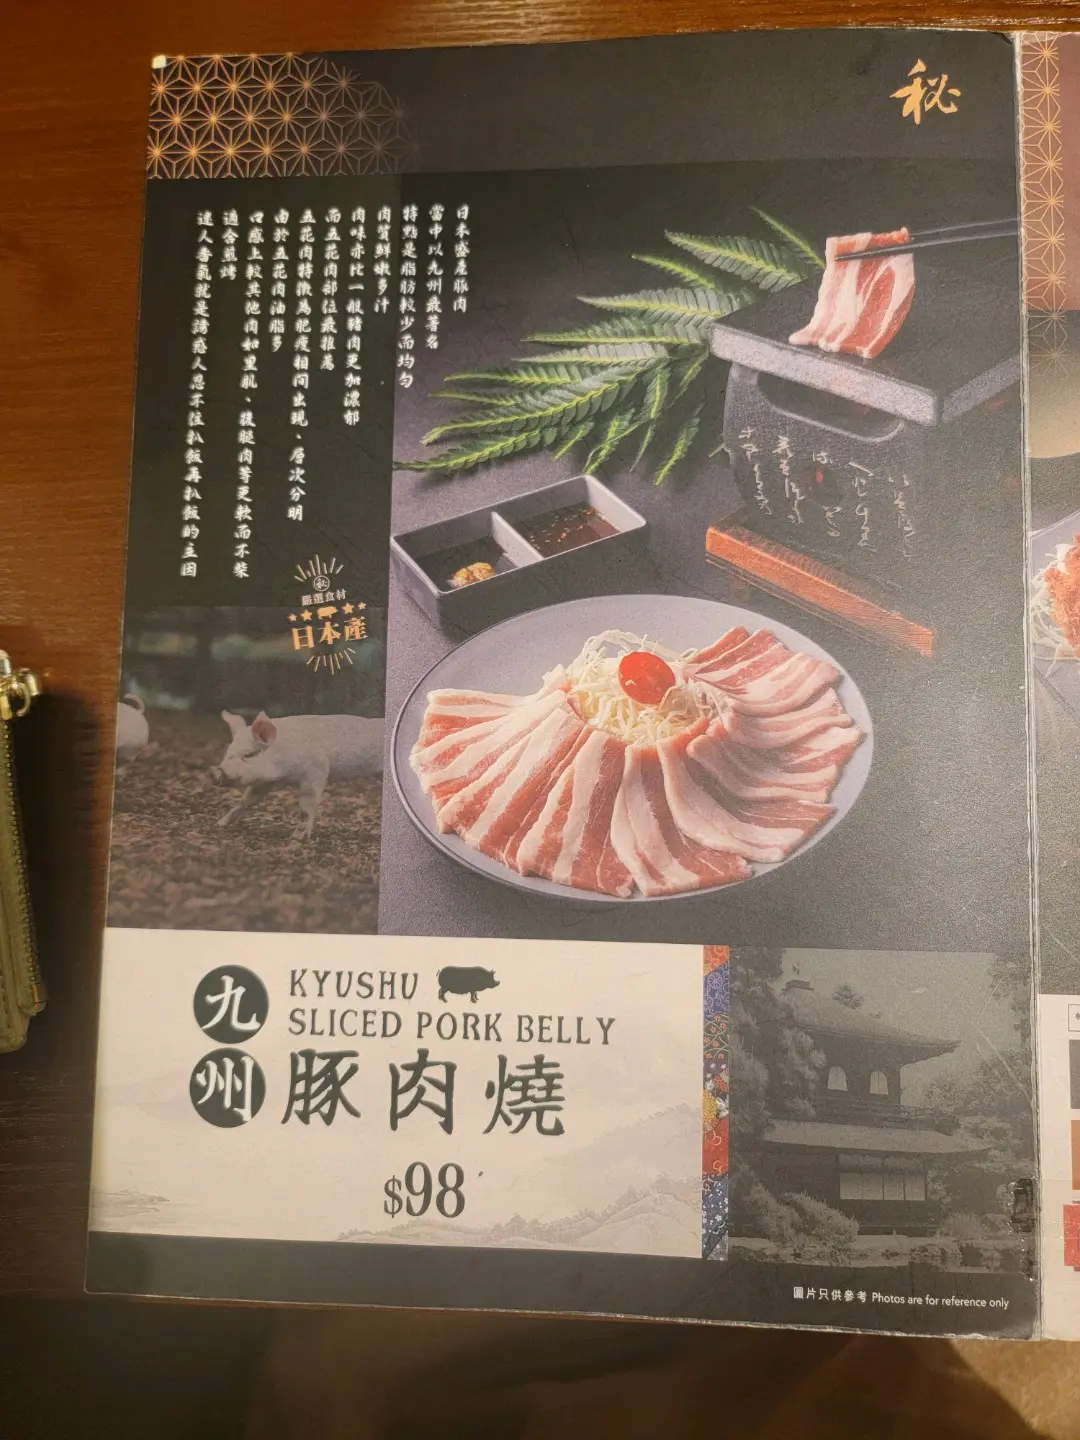 秘
日本盛產豚肉
當中以九州最著名
特點是脂肪較少而均勻
肉質鮮嫩多汁
肉味亦比一般豬肉更加濃郁
而五花肉部位最推薦
五花肉特徵為肥瘦相間出現、層次分明
由於五花肉油脂多
口感上較其他肉如里肌、後腿肉等更軟而不柴
適合煎烤
達人香氣就是誘惑人忍不住扒飯再扒飯的主因
秘
嚴選食材
日本產
九州
KYUSHU
SLICED PORK BELLY
豚肉燒
$98
圖片只供參考 Photos are for reference only